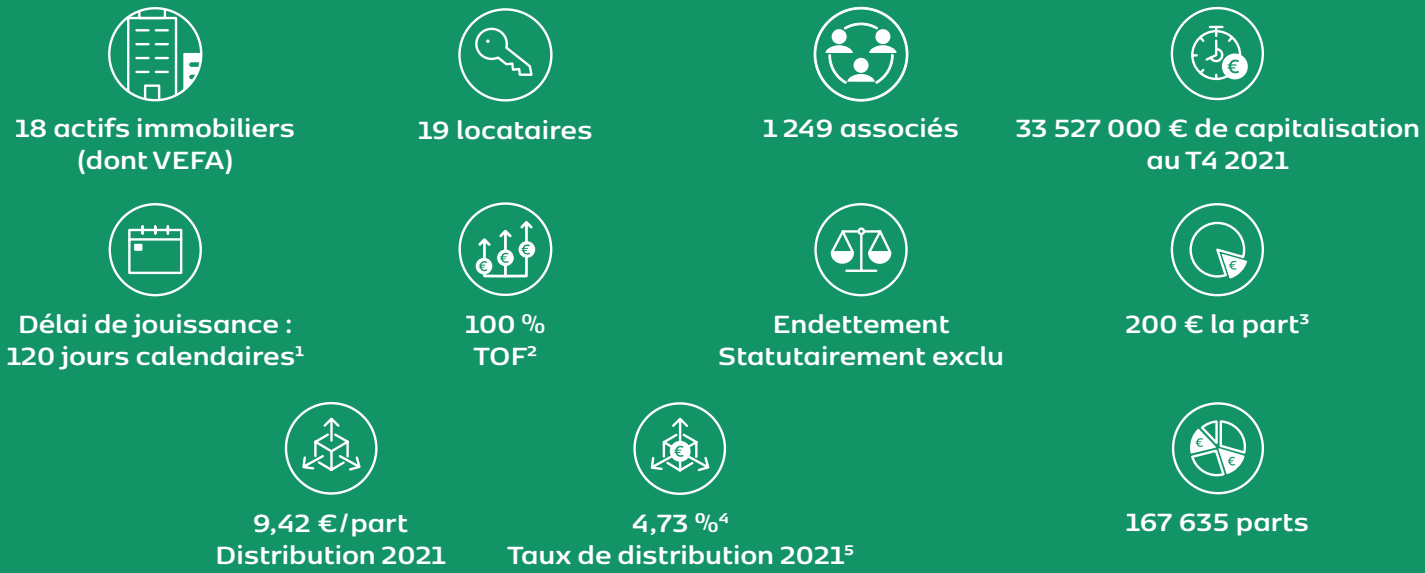 18 actifs immobiliers
(dont VEFA)
19 locataires
1 249 associés
33 527 000 € de capitalisation
au T4 2021
Délai de jouissance :
120 jours calendaires¹
100 %
TOF²
Endettement
Statutairement exclu
200 € la part³
9,42 €/part
Distribution 2021
4,73 %⁴
Taux de distribution 2021⁵
167 635 parts